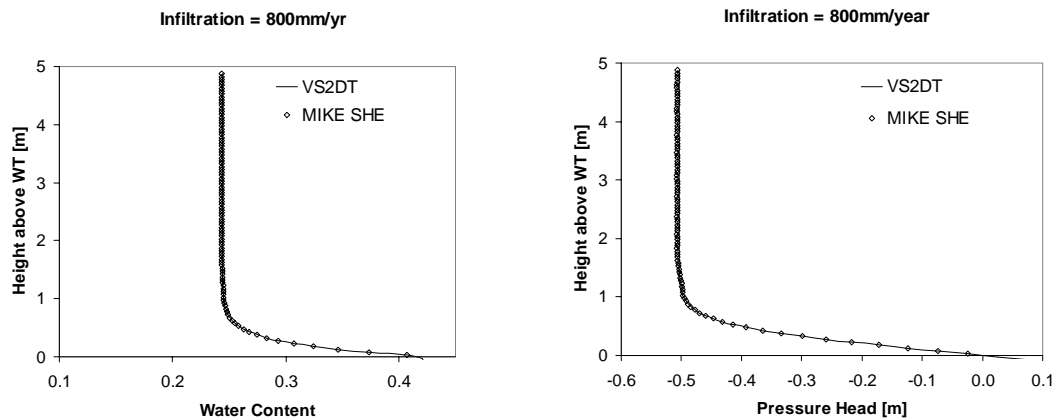 Infiltration = 800mm/yr
5
4
3
2
1
0
Height above WT [m]
VS2DT
MIKE SHE
0.1
0.2
0.3
0.4
Water Content
Infiltration = 800mm/year
5
4
3
2
1
0
Height above WT [m]
VS2DT
MIKE SHE
-0.6
-0.5
-0.4
-0.3
-0.2
-0.1
0.0
0.1
Pressure Head [m]